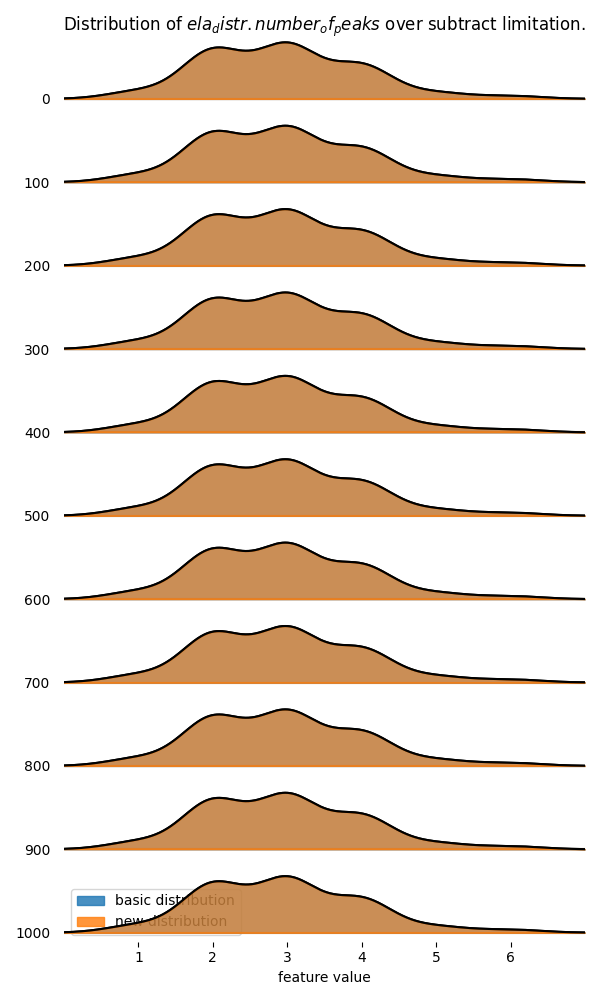 Distribution of ela_distr.number_of_peaks over subtract limitation.
0
100
200
300
400
500
600
700
800
900
1000
basic distribution
new distribution
1 2 3 4 5 6
feature value